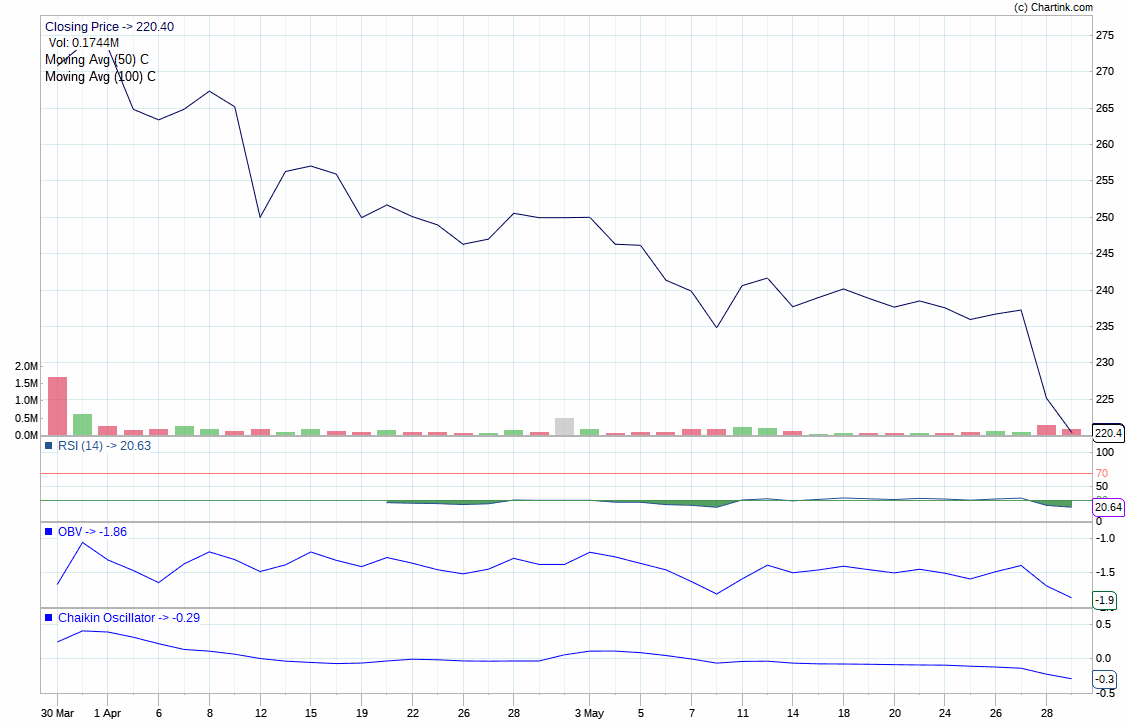 (c) Chartink.com
Closing Price -> 220.40
Vol: 0.1744M
Moving Avg (50) C
Moving Avg (100) C
275
270
265
260
255
250
245
240
235
230
225
220.4
2.0M
1.5M
1.0M
0.5M
0.0M
RSI (14) -> 20.63
100
70
50
20.64
0
OBV -> -1.86
-1.0
-1.5
-1.9
Chaikin Oscillator -> -0.29
0.5
0.0
-0.3
-0.5
30 Mar 1 Apr 6 8 12 15 19 22 26 28 3 May 5 7 11 14 18 20 24 26 28